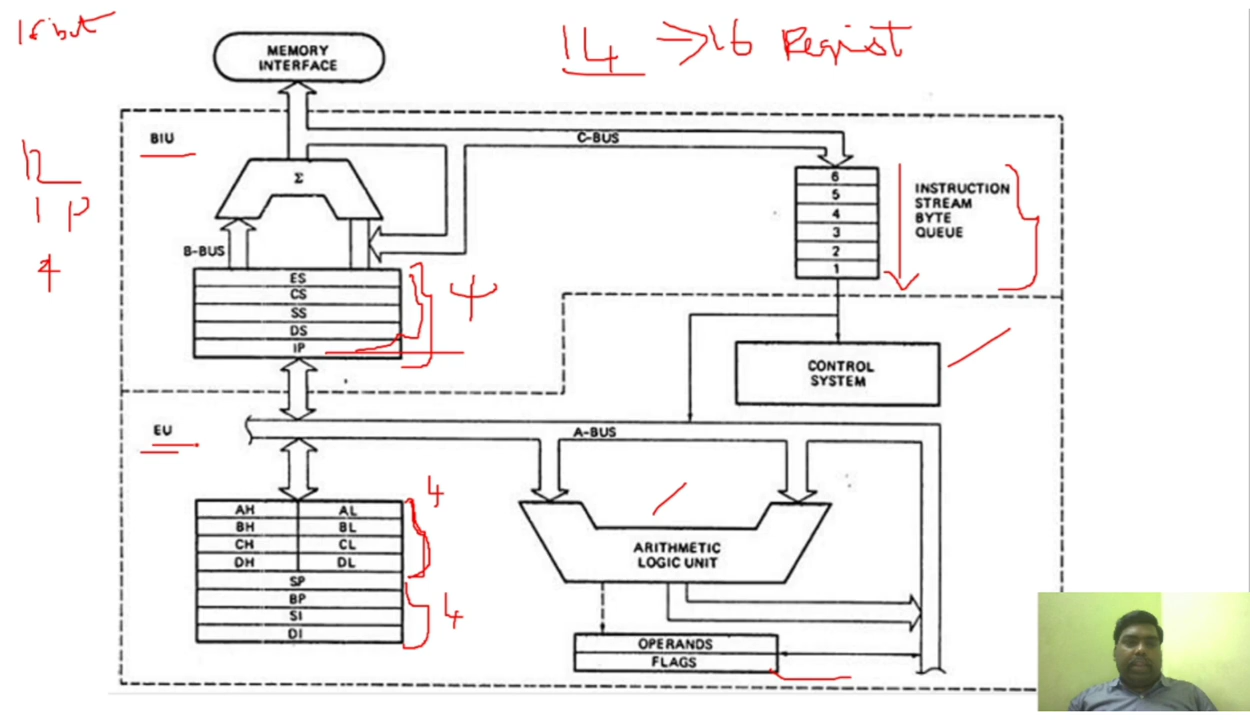 16 bit
14 → 16 Regist
MEMORY
INTERFACE
BIU
C-BUS
12
1 P
4
Σ
B-BUS
6
5
4
3
2
1
INSTRUCTION
STREAM
BYTE
QUEUE
ES
CS
SS
DS
IP
CONTROL
SYSTEM
EU
A-BUS
4
AH AL
BH BL
CH CL
DH DL
SP
BP
SI
DI
4
ARITHMETIC
LOGIC UNIT
OPERANDS
FLAGS